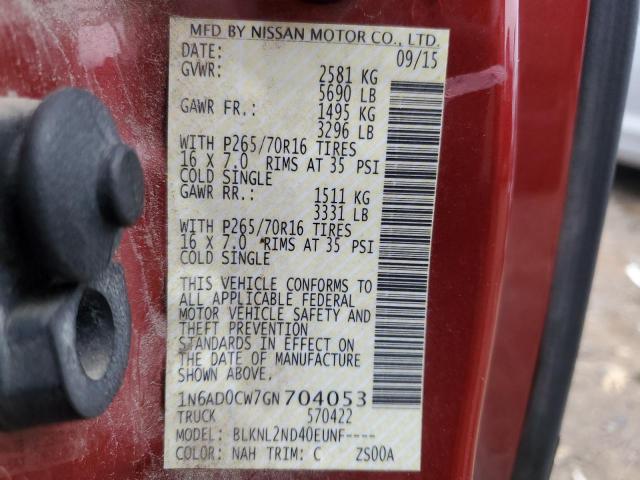 MFD BY NISSAN MOTOR CO., LTD.
DATE: 09/15
GVWR: 2581 KG
5690 LB
GAWR FR.: 1495 KG
3296 LB
WITH P265/70R16 TIRES
16 X 7.0 RIMS AT 35 PSI
COLD SINGLE
GAWR RR.: 1511 KG
3331 LB
WITH P265/70R16 TIRES
16 X 7.0 RIMS AT 35 PSI
COLD SINGLE
THIS VEHICLE CONFORMS TO
ALL APPLICABLE FEDERAL
MOTOR VEHICLE SAFETY AND
THEFT PREVENTION
STANDARDS IN EFFECT ON
THE DATE OF MANUFACTURE
SHOWN ABOVE.
1N6AD0CW7GN704053
TRUCK 570422
MODEL: BLKNL2ND40EUNF----
COLOR: NAH TRIM: C ZS00A